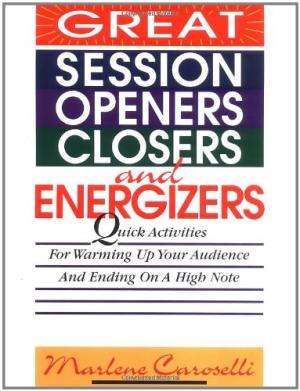 GREAT
SESSION
OPENERS
CLOSERS
and
ENERGIZERS
Quick Activities
For Warming Up Your Audience
And Ending On A High Note
Marlene Caroselli